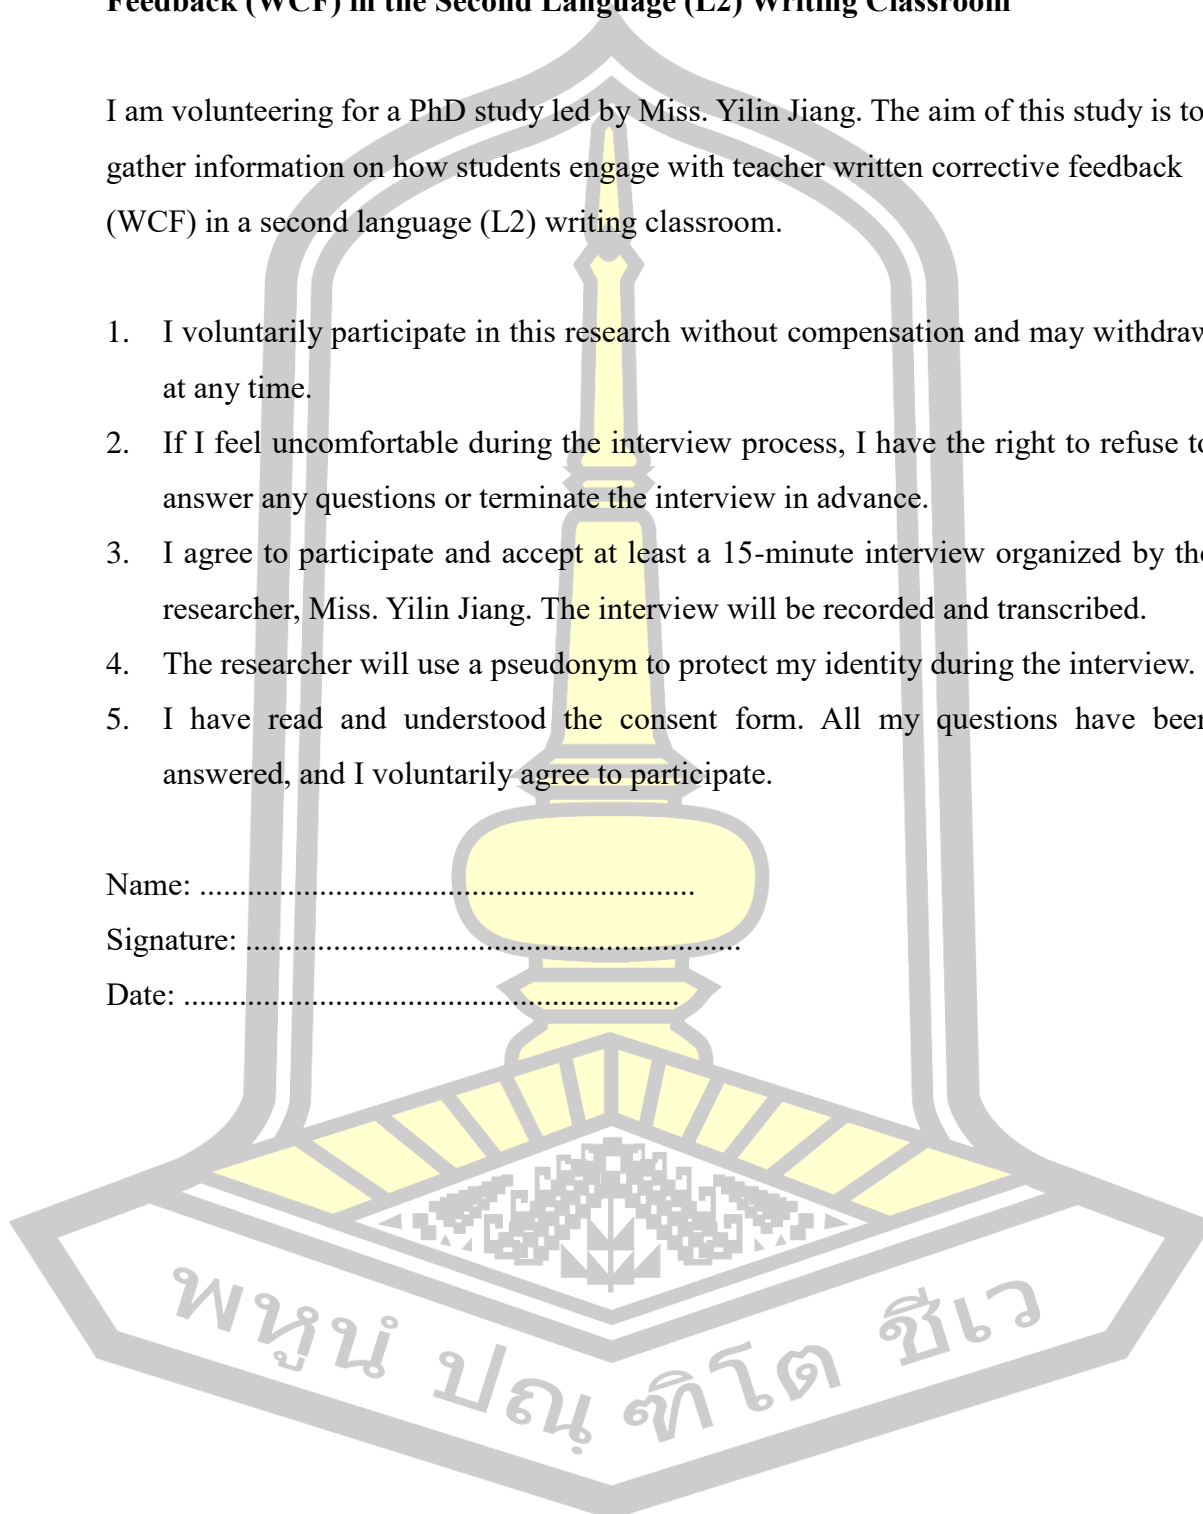 Feedback (WCF) in the Second Language (L2) Writing Classroom
I am volunteering for a PhD study led by Miss. Yilin Jiang. The aim of this study is to
gather information on how students engage with teacher written corrective feedback
(WCF) in a second language (L2) writing classroom.
1. I voluntarily participate in this research without compensation and may withdraw
at any time.
2. If I feel uncomfortable during the interview process, I have the right to refuse to
answer any questions or terminate the interview in advance.
3. I agree to participate and accept at least a 15-minute interview organized by the
researcher, Miss. Yilin Jiang. The interview will be recorded and transcribed.
4. The researcher will use a pseudonym to protect my identity during the interview.
5. I have read and understood the consent form. All my questions have been
answered, and I voluntarily agree to participate.
Name: ..............................................................
Signature: ..............................................................
Date: ..............................................................
พหูนํ ปณฺฑิโต ชีเว